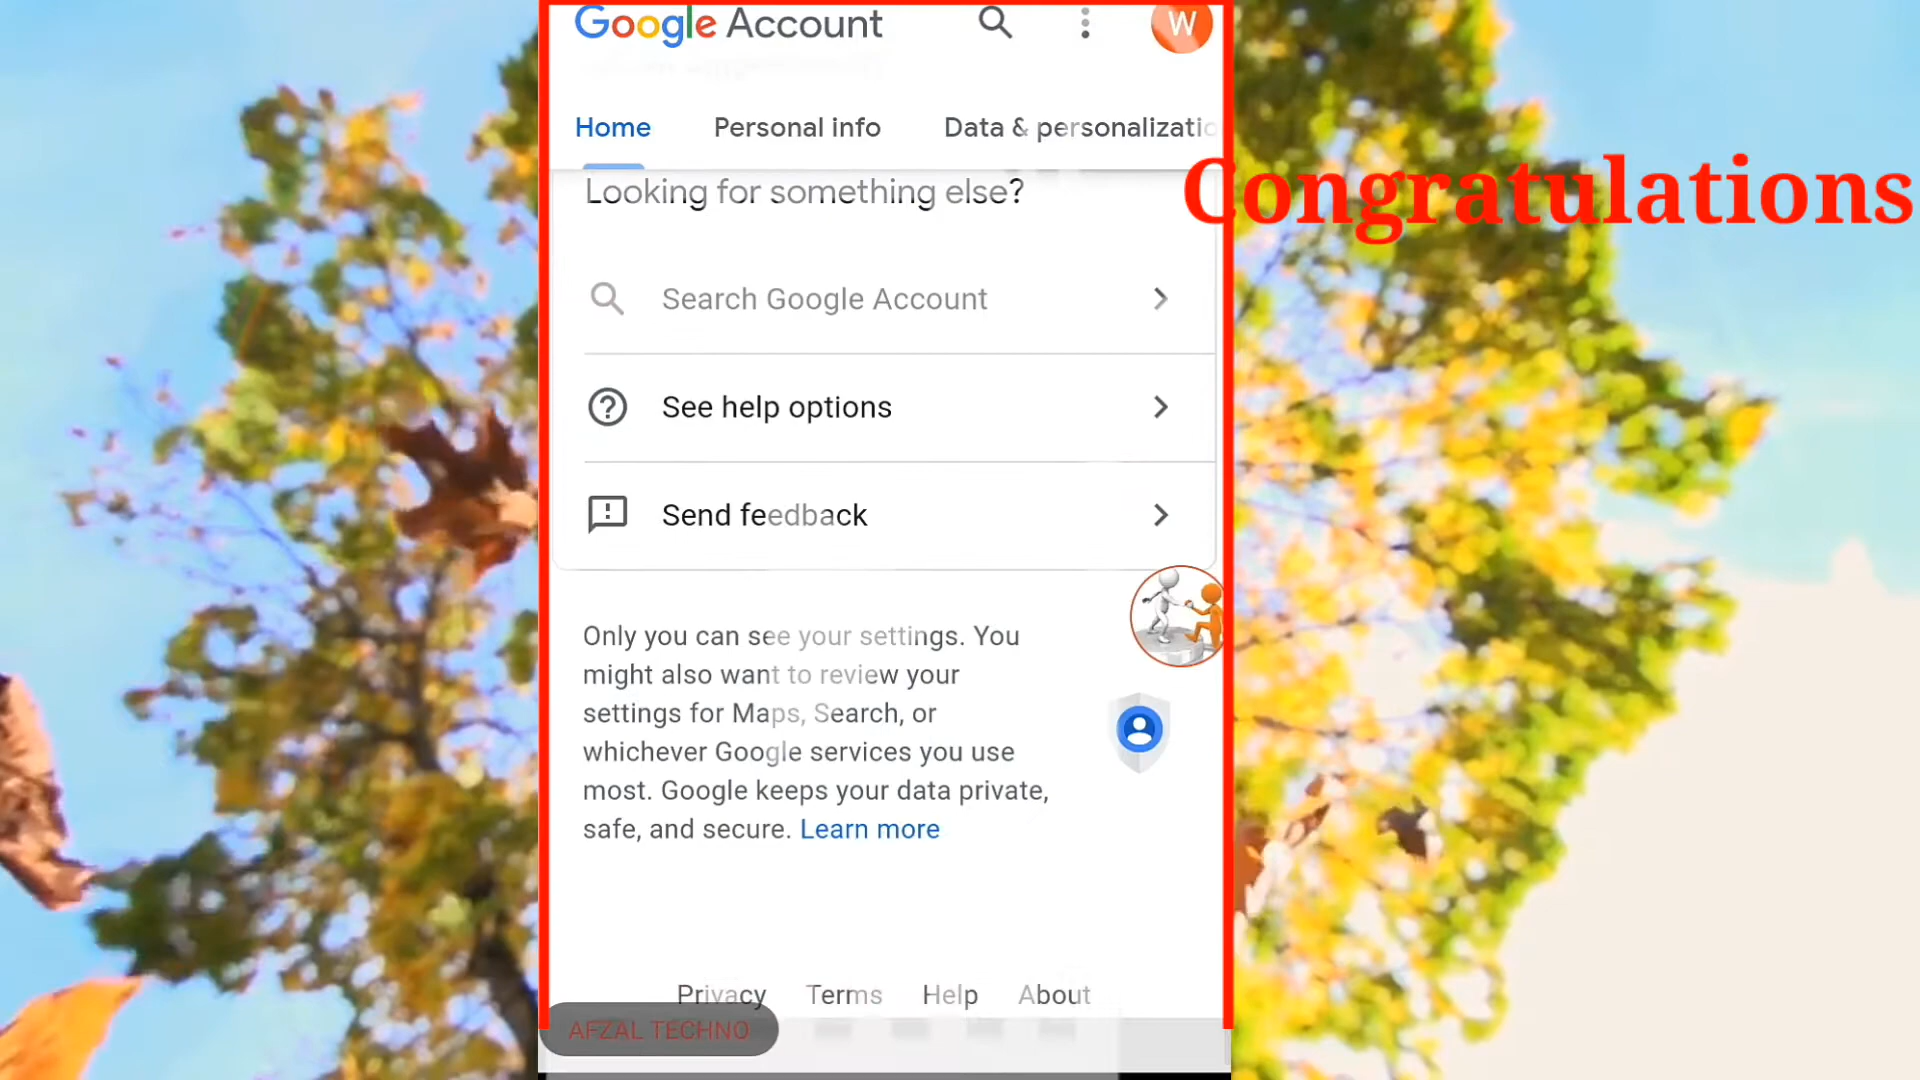 Google Account
W
Home Personal info Data & personalizatio
Congratulations
Looking for something else?
Search Google Account
See help options
Send feedback
Only you can see your settings. You
might also want to review your
settings for Maps, Search, or
whichever Google services you use
most. Google keeps your data private,
safe, and secure. Learn more
Privacy Terms Help About
AFZAL TECHNO